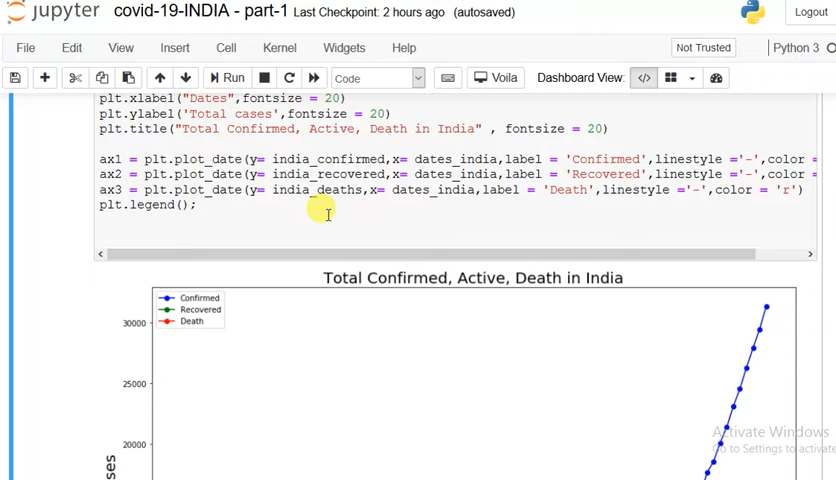 jupyter covid-19-INDIA - part-1 Last Checkpoint: 2 hours ago (autosaved) Logout
File Edit View Insert Cell Kernel Widgets Help Not Trusted Python 3
Run Code Voila Dashboard View:
plt.xlabel("Dates",fontsize = 20)
plt.ylabel('Total cases',fontsize = 20)
plt.title("Total Confirmed, Active, Death in India" , fontsize = 20)
ax1 = plt.plot_date(y= india_confirmed,x= dates_india,label = 'Confirmed',linestyle ='-',color =
ax2 = plt.plot_date(y= india_recovered,x= dates_india,label = 'Recovered',linestyle ='-',color =
ax3 = plt.plot_date(y= india_deaths,x= dates_india,label = 'Death',linestyle ='-',color = 'r')
plt.legend();
Total Confirmed, Active, Death in India
Confirmed
Recovered
Death
30000
25000
20000
Activate Windows
Go to Settings to activate